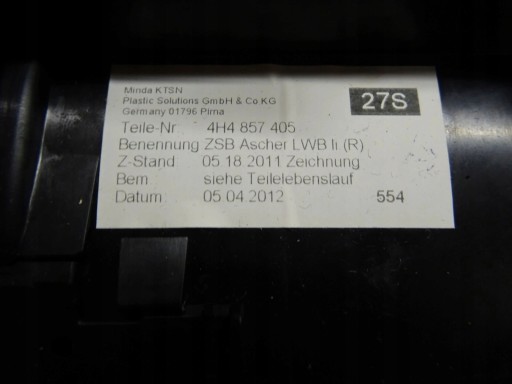 Minda KTSN
Plastic Solutions GmbH & Co KG
Germany 01796 Pirna
27S
Teile-Nr. 4H4 857 405
Benennung ZSB Ascher LWB li. (R)
Z-Stand 05.18.2011 Zeichnung
Bem. siehe Teilelebenslauf
Datum: 05.04.2012 554